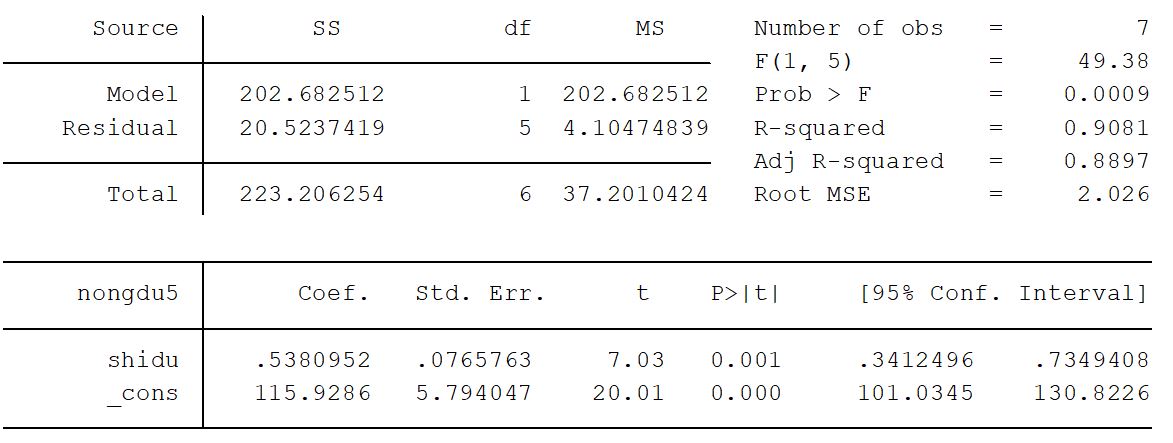 Source SS df MS Number of obs = 7
F(1, 5) = 49.38
Model 202.682512 1 202.682512 Prob > F = 0.0009
Residual 20.5237419 5 4.10474839 R-squared = 0.9081
Adj R-squared = 0.8897
Total 223.206254 6 37.2010424 Root MSE = 2.026
nongdu5 Coef. Std. Err. t P>|t| [95% Conf. Interval]
shidu .5380952 .0765763 7.03 0.001 .3412496 .7349408
_cons 115.9286 5.794047 20.01 0.000 101.0345 130.8226